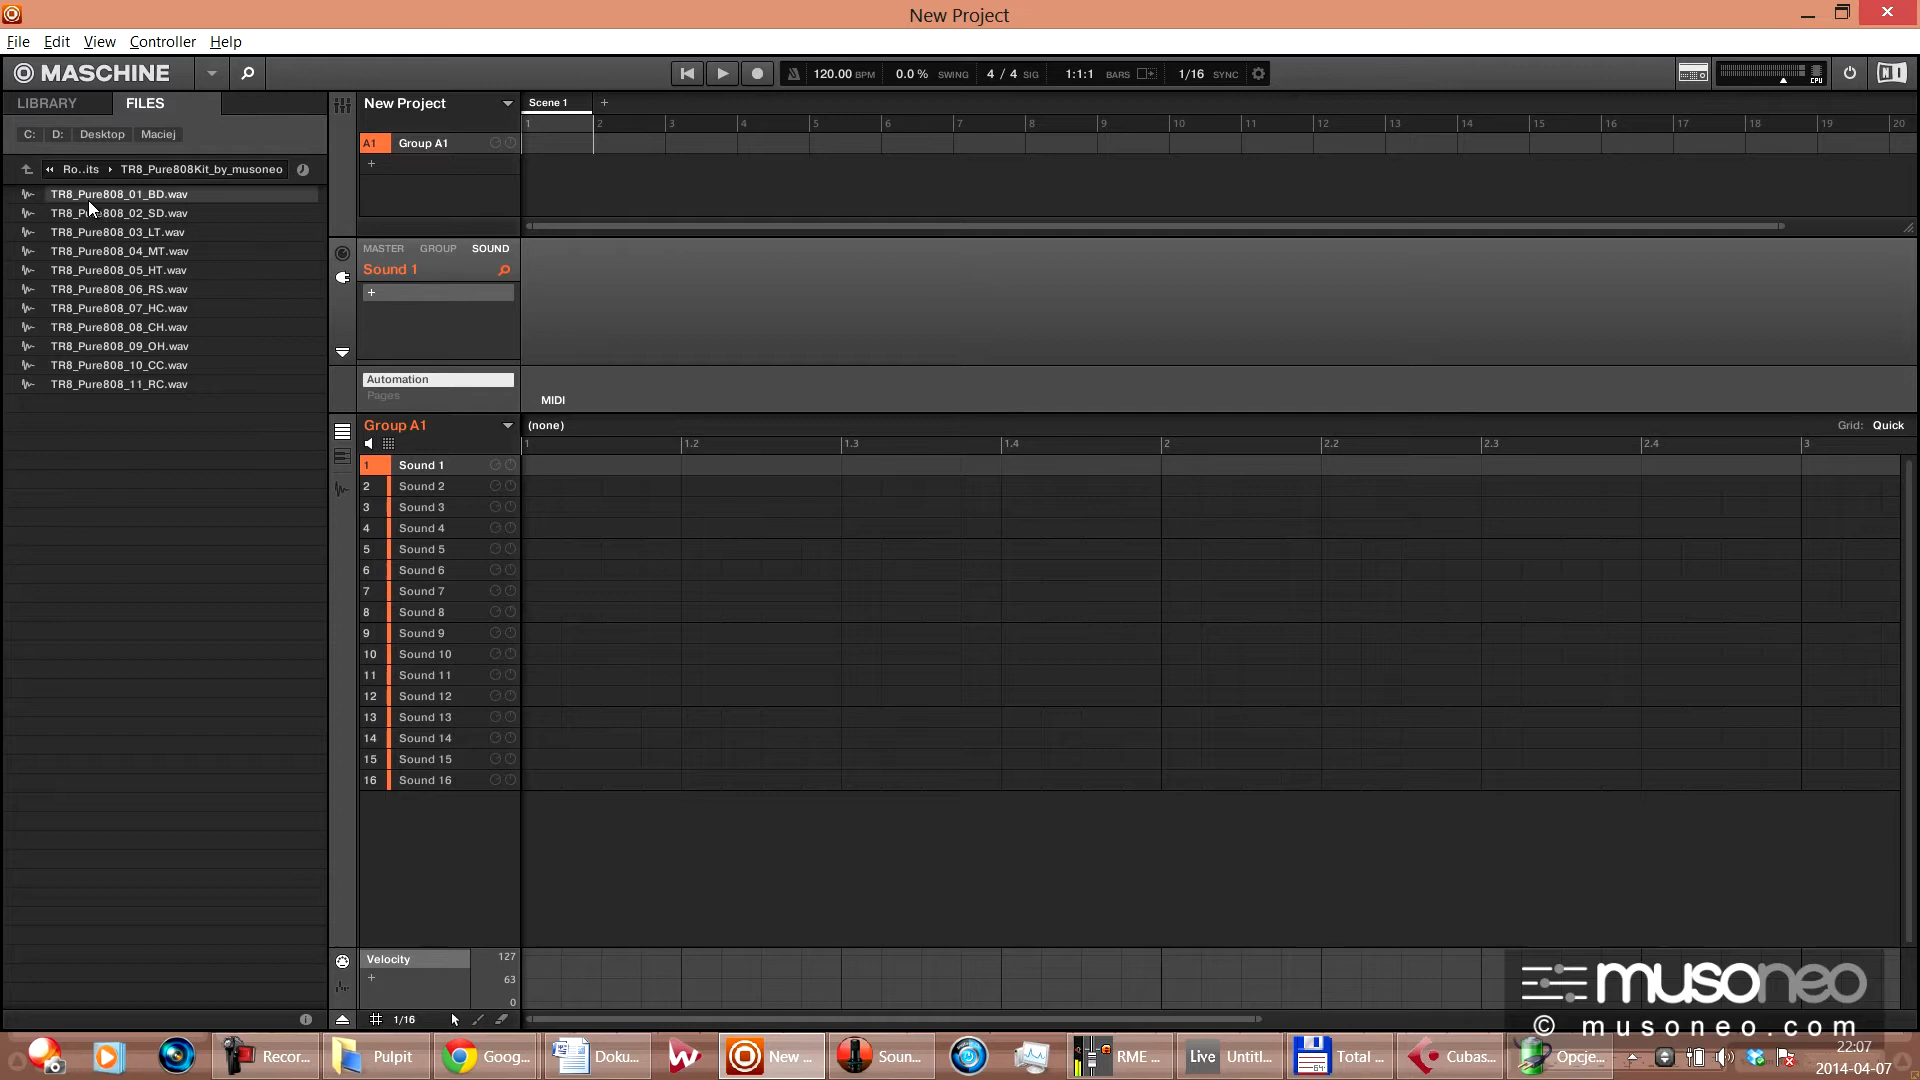 New Project
File Edit View Controller Help
MASCHINE
120.00 BPM 0.0 % SWING 4 / 4 SIG 1:1:1 BARS 1/16 SYNC
CPU
LIBRARY FILES
C: D: Desktop Maciej
Ro..its TR8_Pure808Kit_by_musoneo
TR8_Pure808_01_BD.wav
TR8_Pure808_02_SD.wav
TR8_Pure808_03_LT.wav
TR8_Pure808_04_MT.wav
TR8_Pure808_05_HT.wav
TR8_Pure808_06_RS.wav
TR8_Pure808_07_HC.wav
TR8_Pure808_08_CH.wav
TR8_Pure808_09_OH.wav
TR8_Pure808_10_CC.wav
TR8_Pure808_11_RC.wav
New Project
Scene 1 +
1 2 3 4 5 6 7 8 9 10 11 12 13 14 15 16 17 18 19 20
A1 Group A1
+
MASTER GROUP SOUND
Sound 1
+
Automation
Pages
MIDI
Group A1
(none)
Grid: Quick
1 1.2 1.3 1.4 2 2.2 2.3 2.4 3
1 Sound 1
2 Sound 2
3 Sound 3
4 Sound 4
5 Sound 5
6 Sound 6
7 Sound 7
8 Sound 8
9 Sound 9
10 Sound 10
11 Sound 11
12 Sound 12
13 Sound 13
14 Sound 14
15 Sound 15
16 Sound 16
Velocity 127
+ 63
0
1/16
musoneo
© musoneo.com
Recor... Pulpit Goog... Doku... New ... Soun... RME ... Live Untitl... Total ... Cubas... Opcje...
22:07
2014-04-07